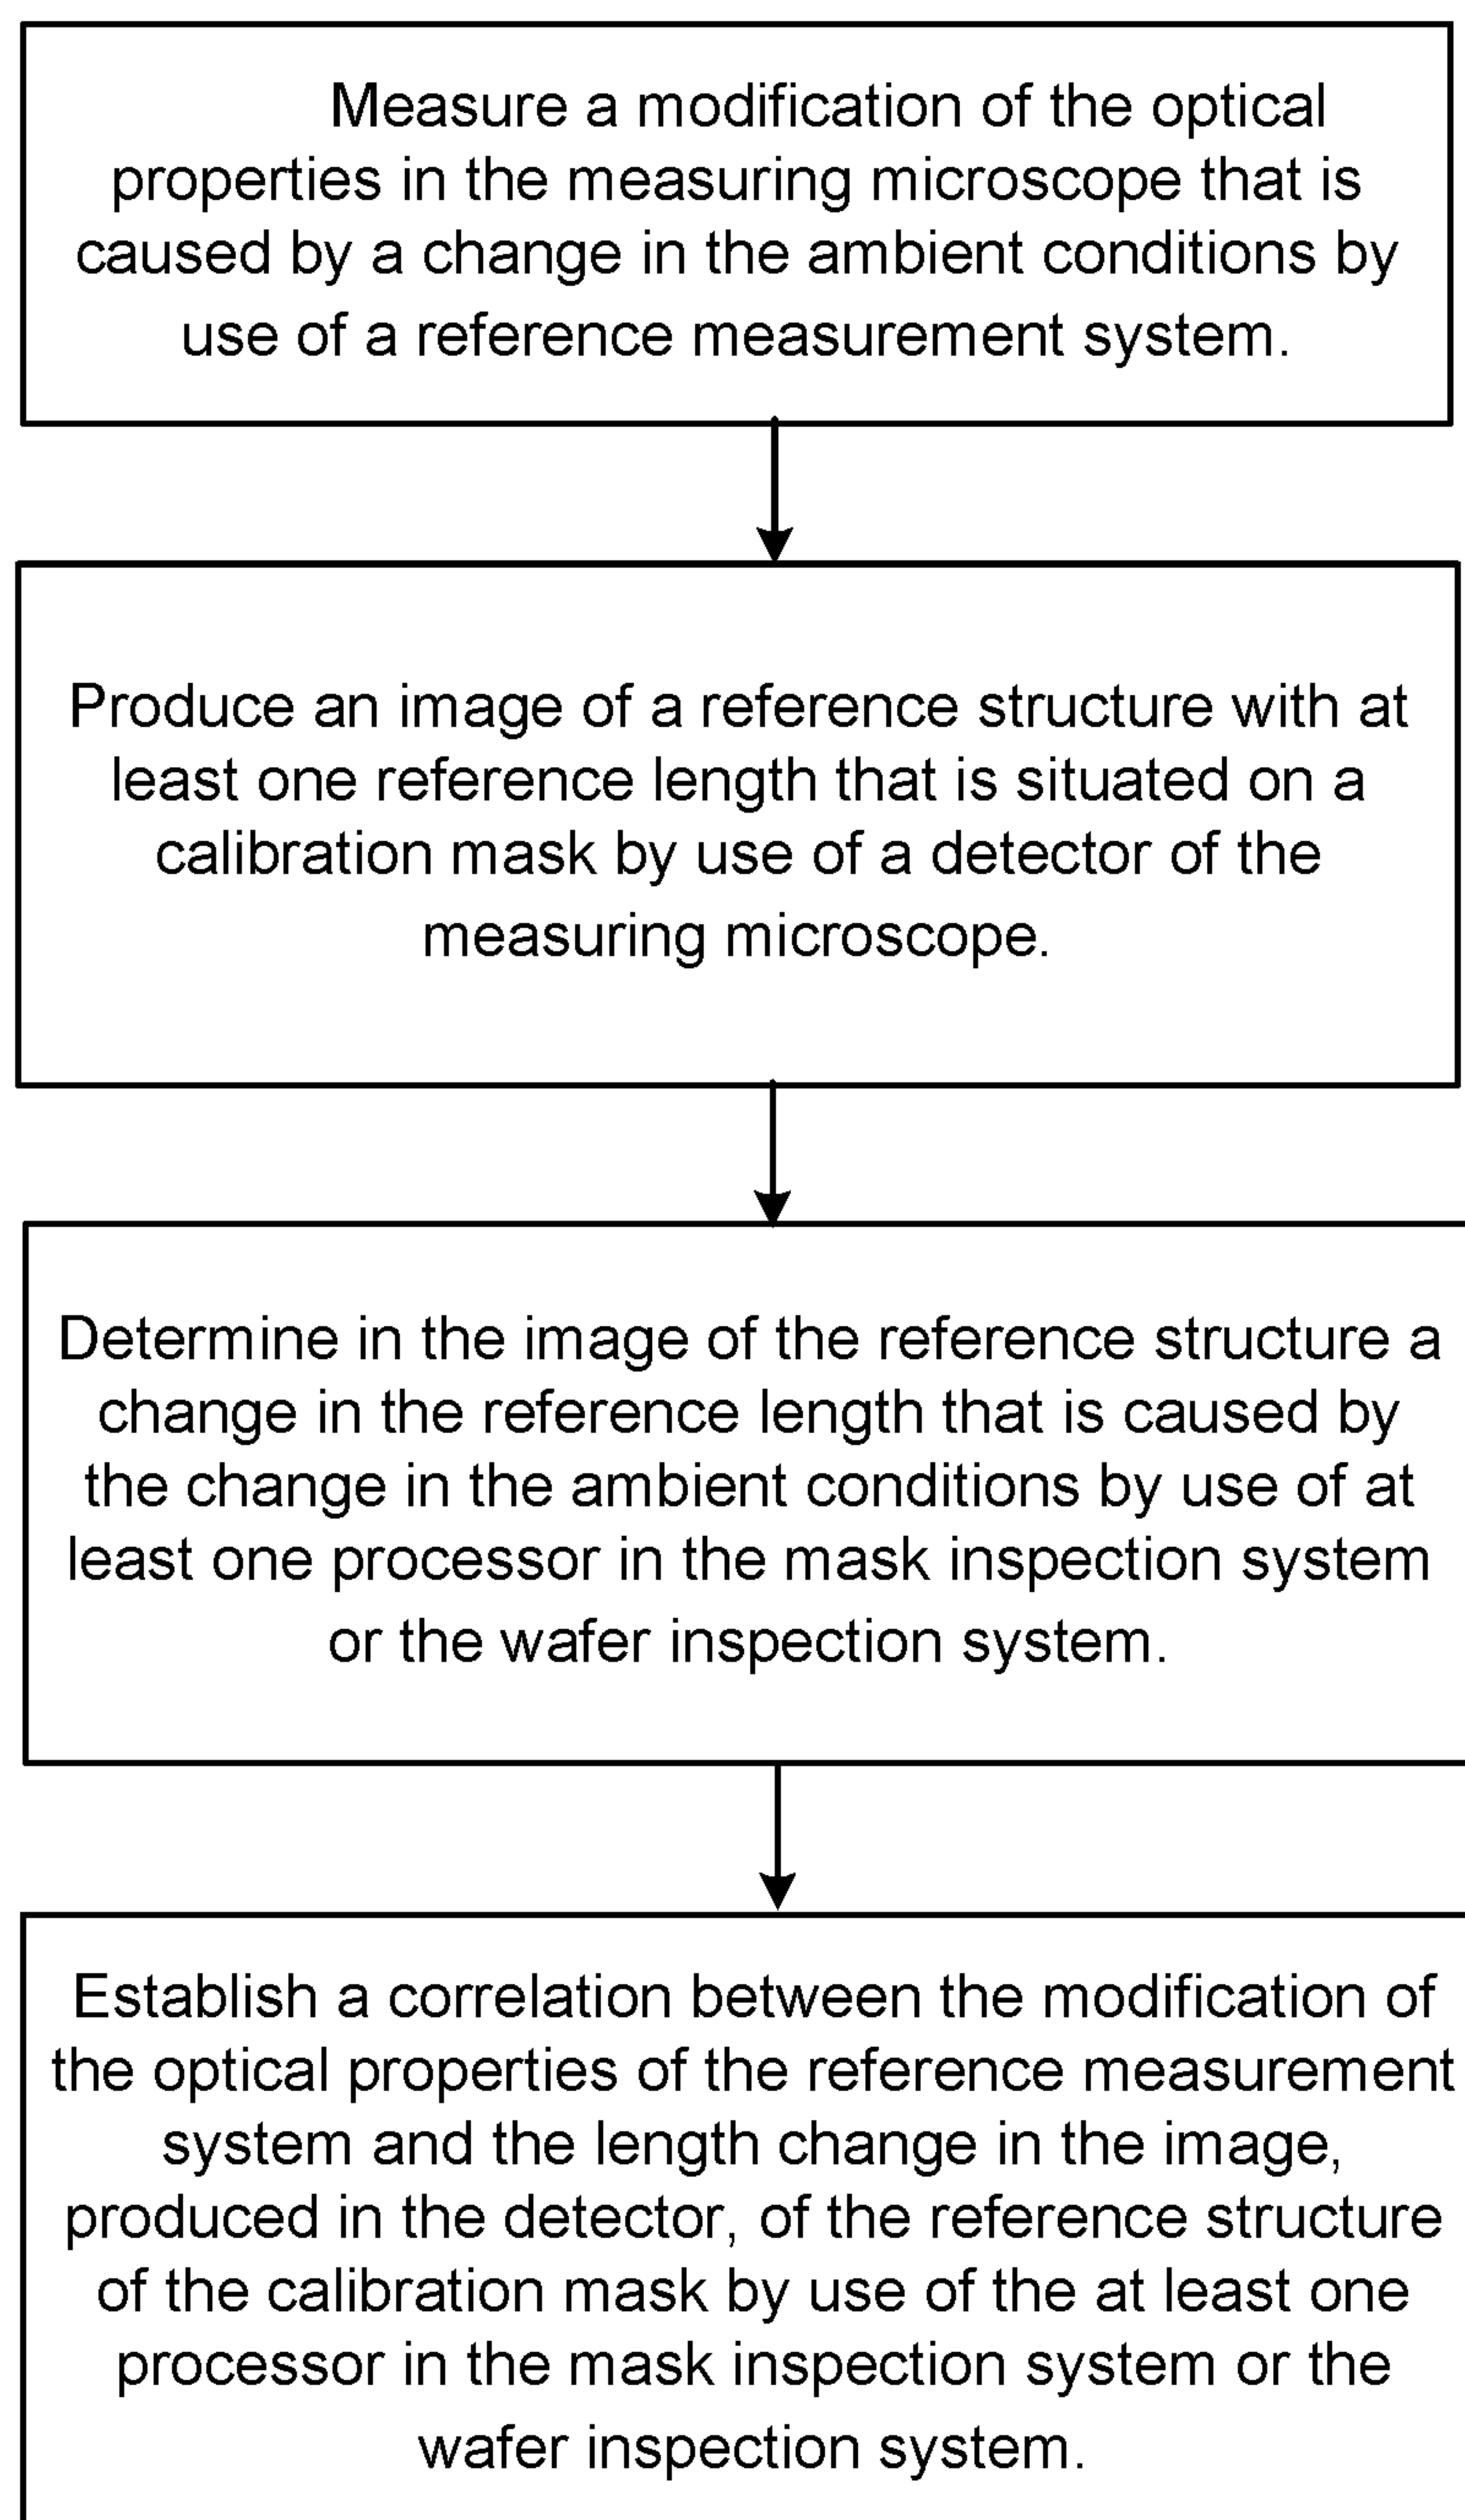 Measure a modification of the optical
properties in the measuring microscope that is
caused by a change in the ambient conditions by
use of a reference measurement system.
Produce an image of a reference structure with at
least one reference length that is situated on a
calibration mask by use of a detector of the
measuring microscope.
Determine in the image of the reference structure a
change in the reference length that is caused by
the change in the ambient conditions by use of at
least one processor in the mask inspection system
or the wafer inspection system.
Establish a correlation between the modification of
the optical properties of the reference measurement
system and the length change in the image,
produced in the detector, of the reference structure
of the calibration mask by use of the at least one
processor in the mask inspection system or the
wafer inspection system.